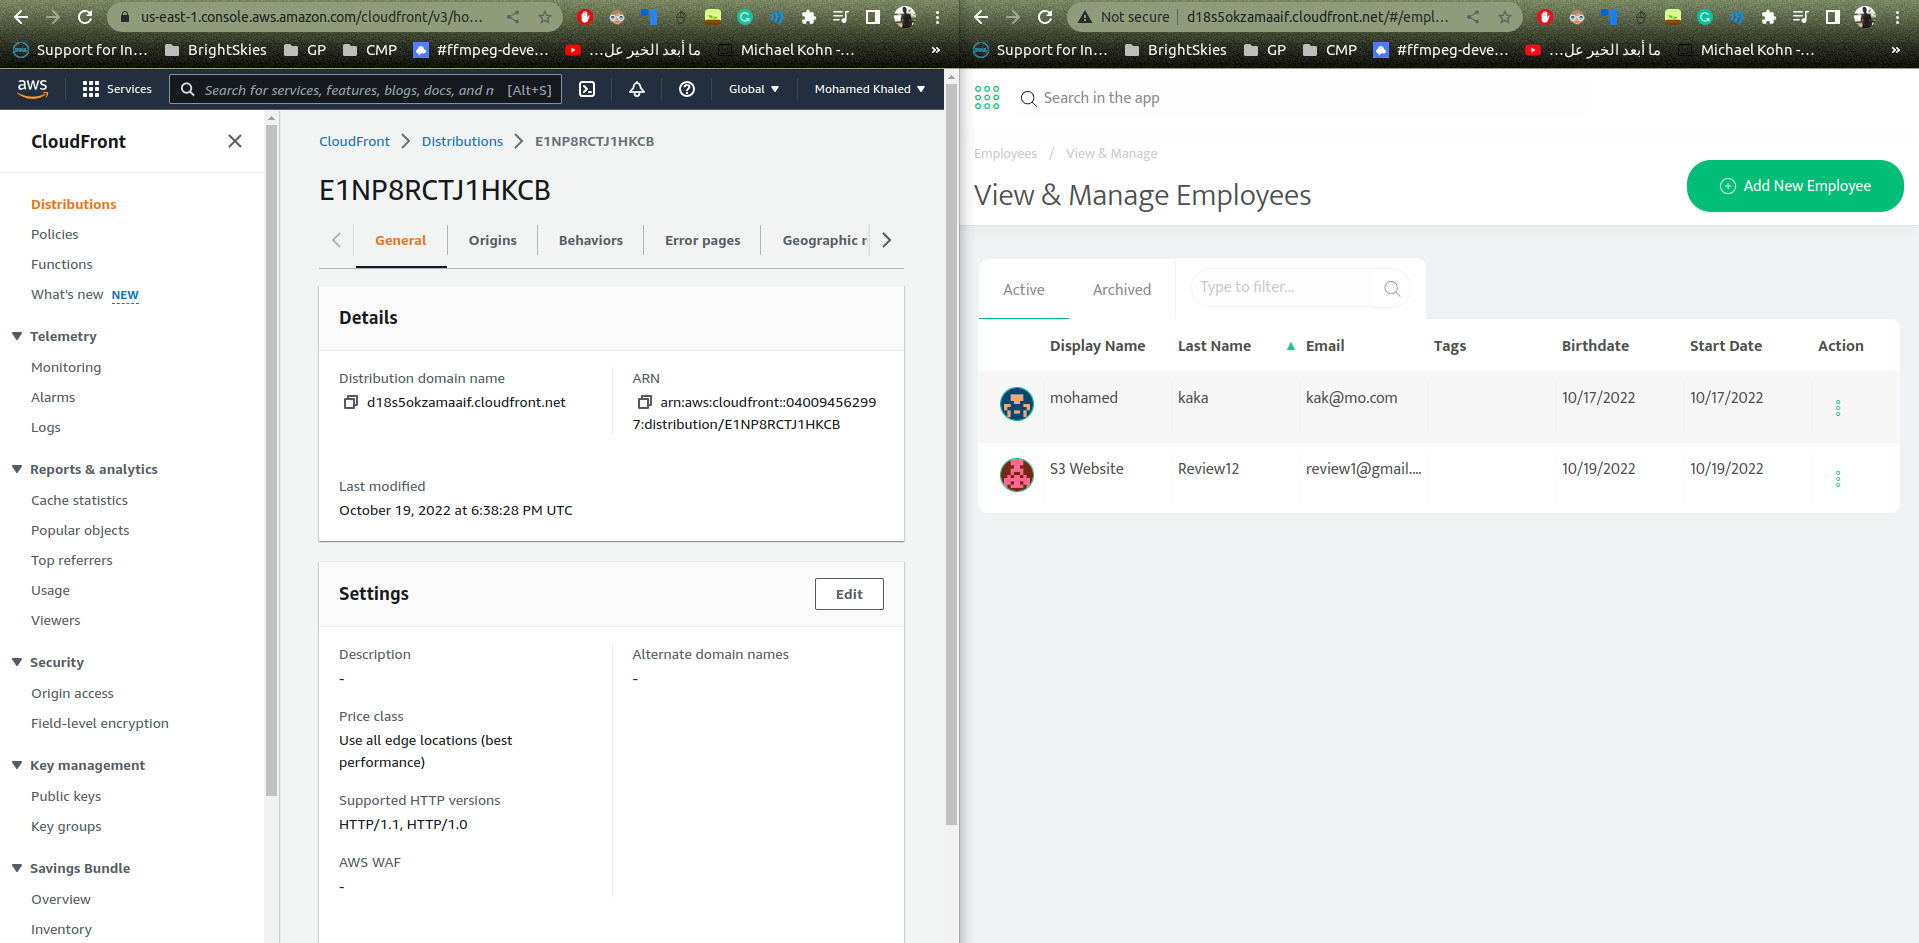 us-east-1.console.aws.amazon.com/cloudfront/v3/ho...
Support for In...
BrightSkies
GP
CMP
#ffmpeg-deve...
ما أبعد الخير عل...
Michael Kohn -...
»
aws
Services
Search for services, features, blogs, docs, and n [Alt+S]
Global ▼
Mohamed Khaled ▼
CloudFront
Distributions
Policies
Functions
What's new NEW
Telemetry
Monitoring
Alarms
Logs
Reports & analytics
Cache statistics
Popular objects
Top referrers
Usage
Viewers
Security
Origin access
Field-level encryption
Key management
Public keys
Key groups
Savings Bundle
Overview
Inventory
CloudFront > Distributions > E1NP8RCTJ1HKCB
E1NP8RCTJ1HKCB
General
Origins
Behaviors
Error pages
Geographic r
Details
Distribution domain name
d18s5okzamaaif.cloudfront.net
ARN
arn:aws:cloudfront::04009456299
7:distribution/E1NP8RCTJ1HKCB
Last modified
October 19, 2022 at 6:38:28 PM UTC
Settings
Edit
Description
-
Alternate domain names
-
Price class
Use all edge locations (best
performance)
Supported HTTP versions
HTTP/1.1, HTTP/1.0
AWS WAF
-
Not secure
d18s5okzamaaif.cloudfront.net/#/empl...
Support for In...
BrightSkies
GP
CMP
#ffmpeg-deve...
ما أبعد الخير عل...
Michael Kohn -...
»
Search in the app
Employees / View & Manage
View & Manage Employees
Add New Employee
Active
Archived
Type to filter...
Display Name
Last Name
Email
Tags
Birthdate
Start Date
Action
mohamed
kaka
kak@mo.com
10/17/2022
10/17/2022
S3 Website
Review12
review1@gmail....
10/19/2022
10/19/2022